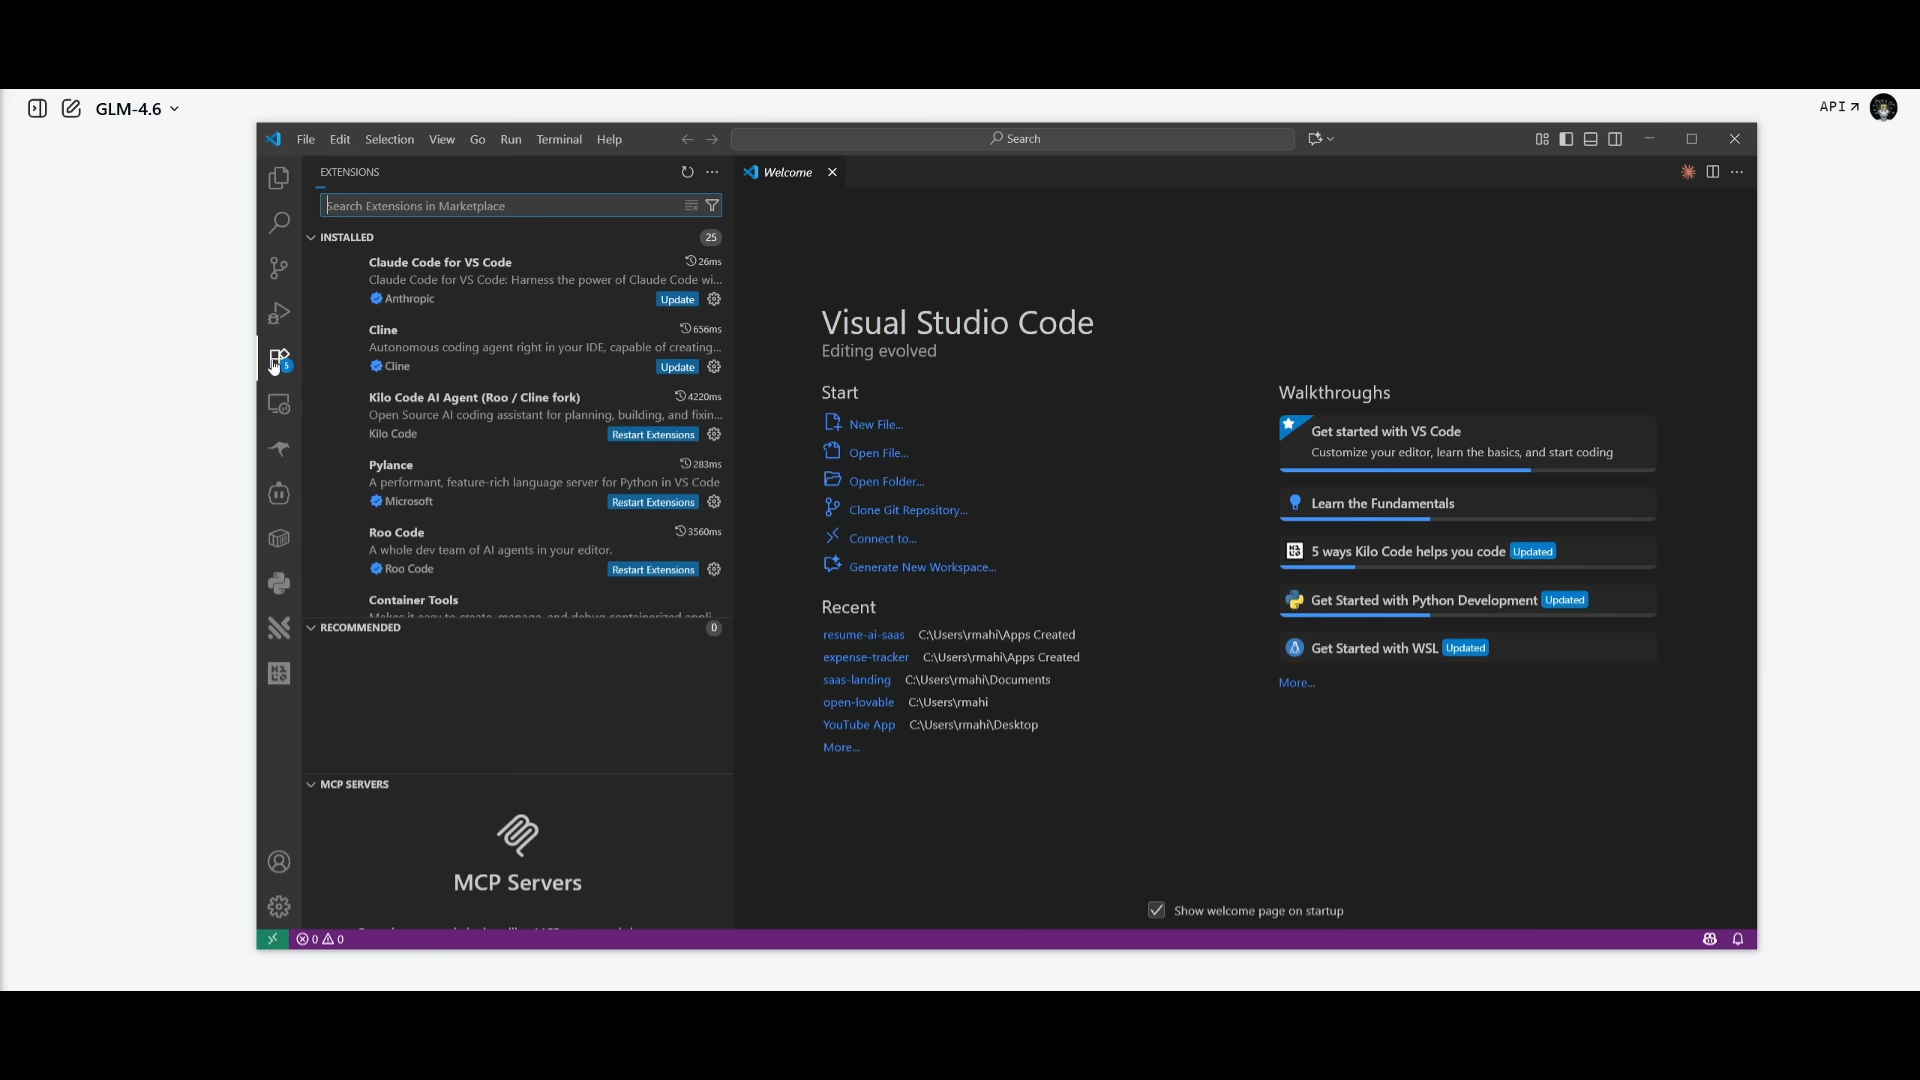 GLM-4.6
API
File Edit Selection View Go Run Terminal Help
Search
EXTENSIONS
Search Extensions in Marketplace
INSTALLED 25
Claude Code for VS Code 26ms
Claude Code for VS Code: Harness the power of Claude Code wi...
Anthropic Update
Cline 656ms
Autonomous coding agent right in your IDE, capable of creating...
Cline Update
5
Kilo Code AI Agent (Roo / Cline fork) 4220ms
Open Source AI coding assistant for planning, building, and fixin...
Kilo Code Restart Extensions
Pylance 283ms
A performant, feature-rich language server for Python in VS Code
Microsoft Restart Extensions
Roo Code 3560ms
A whole dev team of AI agents in your editor.
Roo Code Restart Extensions
Container Tools
RECOMMENDED 0
MCP SERVERS
MCP Servers
0 0
Welcome
Visual Studio Code
Editing evolved
Start
New File...
Open File...
Open Folder...
Clone Git Repository...
Connect to...
Generate New Workspace...
Recent
resume-ai-saas C:\Users\rmahi\Apps Created
expense-tracker C:\Users\rmahi\Apps Created
saas-landing C:\Users\rmahi\Documents
open-lovable C:\Users\rmahi
YouTube App C:\Users\rmahi\Desktop
More...
Walkthroughs
Get started with VS Code
Customize your editor, learn the basics, and start coding
Learn the Fundamentals
5 ways Kilo Code helps you code Updated
Get Started with Python Development Updated
Get Started with WSL Updated
More...
Show welcome page on startup